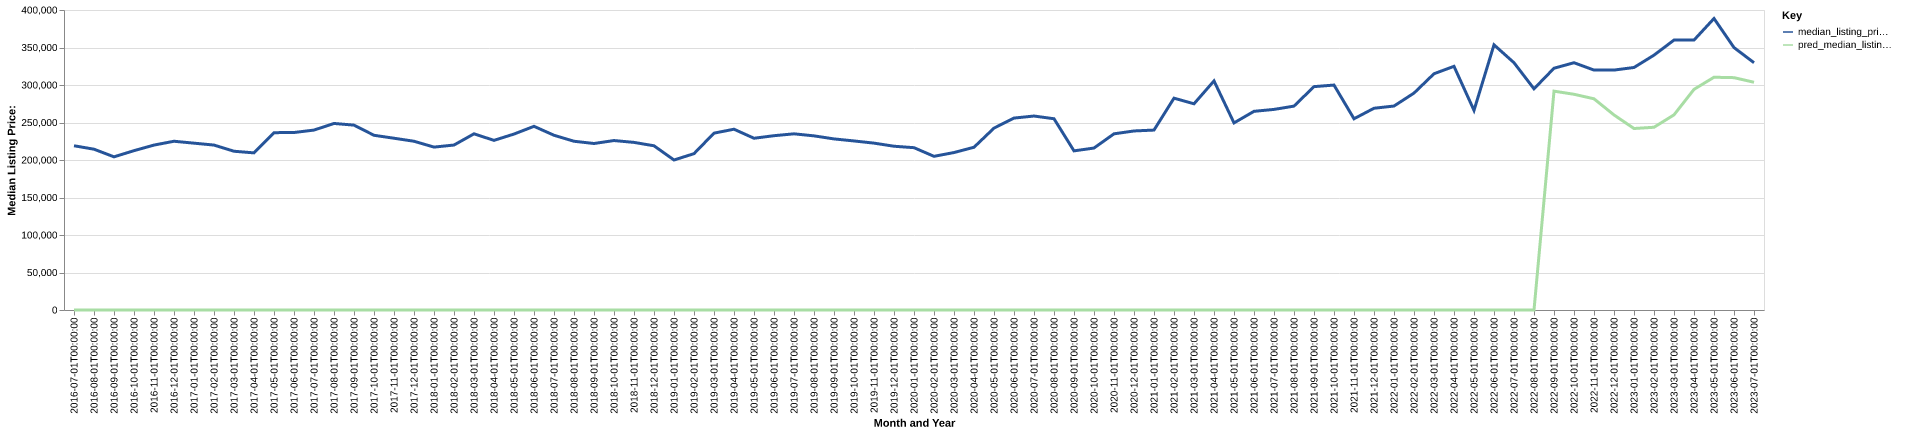 400,000
350,000
300,000
250,000
200,000
150,000
100,000
50,000
0
Median Listing Price:
2016-07-01T00:00:00
2016-08-01T00:00:00
2016-09-01T00:00:00
2016-10-01T00:00:00
2016-11-01T00:00:00
2016-12-01T00:00:00
2017-01-01T00:00:00
2017-02-01T00:00:00
2017-03-01T00:00:00
2017-04-01T00:00:00
2017-05-01T00:00:00
2017-06-01T00:00:00
2017-07-01T00:00:00
2017-08-01T00:00:00
2017-09-01T00:00:00
2017-10-01T00:00:00
2017-11-01T00:00:00
2017-12-01T00:00:00
2018-01-01T00:00:00
2018-02-01T00:00:00
2018-03-01T00:00:00
2018-04-01T00:00:00
2018-05-01T00:00:00
2018-06-01T00:00:00
2018-07-01T00:00:00
2018-08-01T00:00:00
2018-09-01T00:00:00
2018-10-01T00:00:00
2018-11-01T00:00:00
2018-12-01T00:00:00
2019-01-01T00:00:00
2019-02-01T00:00:00
2019-03-01T00:00:00
2019-04-01T00:00:00
2019-05-01T00:00:00
2019-06-01T00:00:00
2019-07-01T00:00:00
2019-08-01T00:00:00
2019-09-01T00:00:00
2019-10-01T00:00:00
2019-11-01T00:00:00
2019-12-01T00:00:00
2020-01-01T00:00:00
2020-02-01T00:00:00
2020-03-01T00:00:00
2020-04-01T00:00:00
2020-05-01T00:00:00
2020-06-01T00:00:00
2020-07-01T00:00:00
2020-08-01T00:00:00
2020-09-01T00:00:00
2020-10-01T00:00:00
2020-11-01T00:00:00
2020-12-01T00:00:00
2021-01-01T00:00:00
2021-02-01T00:00:00
2021-03-01T00:00:00
2021-04-01T00:00:00
2021-05-01T00:00:00
2021-06-01T00:00:00
2021-07-01T00:00:00
2021-08-01T00:00:00
2021-09-01T00:00:00
2021-10-01T00:00:00
2021-11-01T00:00:00
2021-12-01T00:00:00
2022-01-01T00:00:00
2022-02-01T00:00:00
2022-03-01T00:00:00
2022-04-01T00:00:00
2022-05-01T00:00:00
2022-06-01T00:00:00
2022-07-01T00:00:00
2022-08-01T00:00:00
2022-09-01T00:00:00
2022-10-01T00:00:00
2022-11-01T00:00:00
2022-12-01T00:00:00
2023-01-01T00:00:00
2023-02-01T00:00:00
2023-03-01T00:00:00
2023-04-01T00:00:00
2023-05-01T00:00:00
2023-06-01T00:00:00
2023-07-01T00:00:00
Month and Year
Key
median_listing_pri…
pred_median_listin…